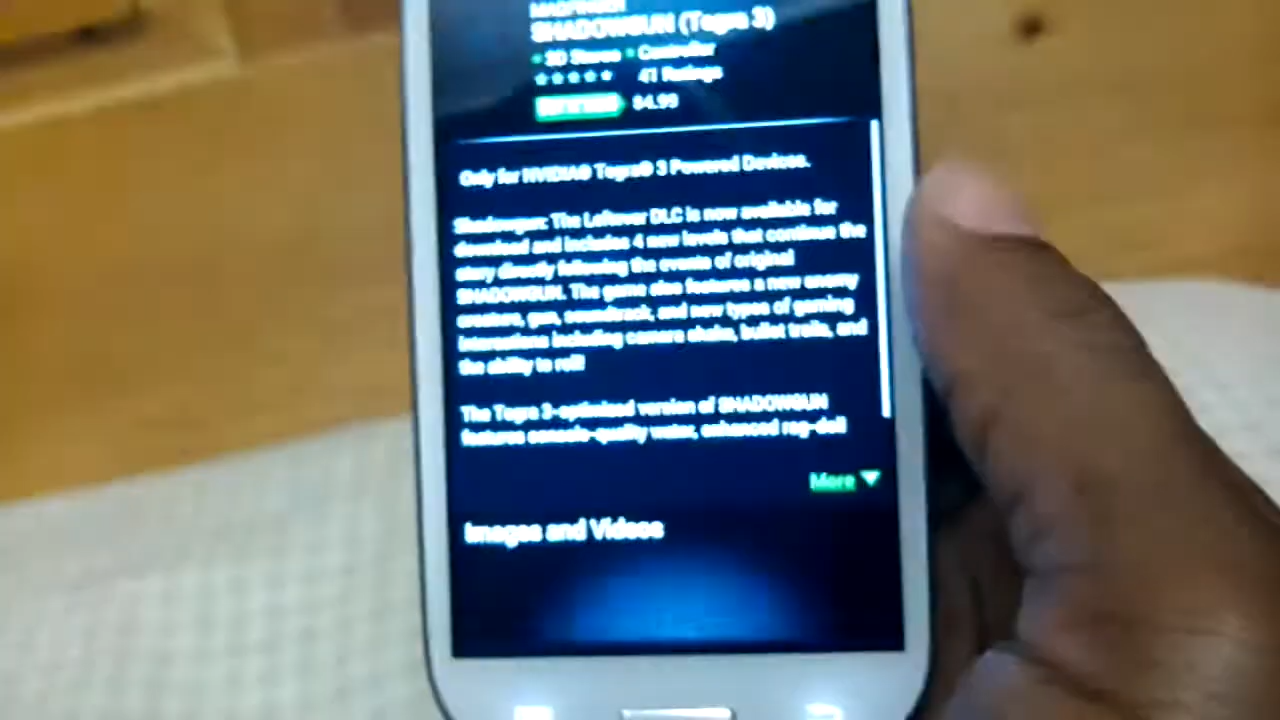 MADFINGER
SHADOWGUN (Tegra 3)
3D Stereo • Controller
41 Ratings
$4.99
Only for NVIDIA® Tegra® 3 Powered Devices.
Shadowgun: The Leftover DLC is now available for
download and includes 4 new levels that continue the
story directly following the events of original
SHADOWGUN. The game also features a new enemy
creature, gun, soundtrack, and new types of gaming
interactions including camera shake, bullet trails, and
the ability to roll!
The Tegra 3-optimized version of SHADOWGUN
features console-quality water, enhanced rag-doll
More
Images and Videos